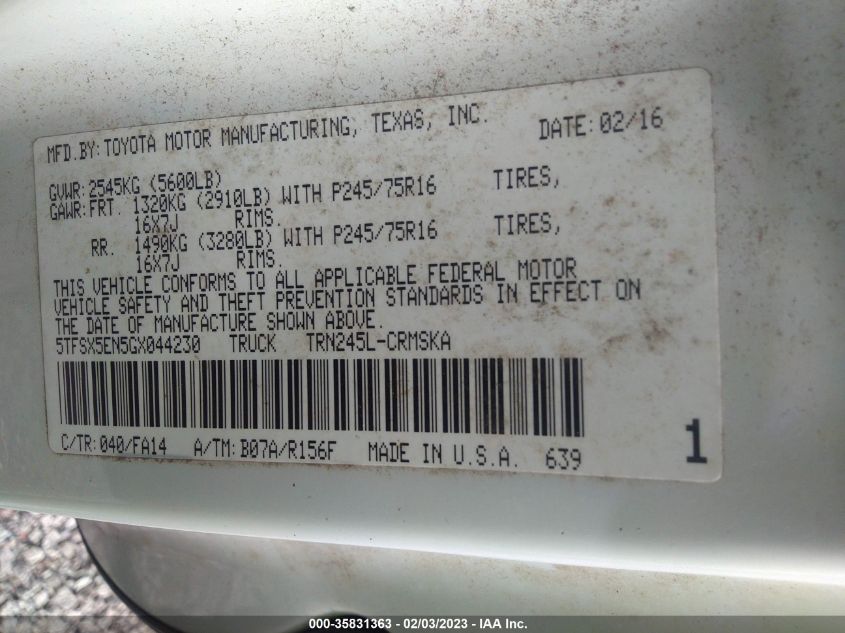 MFD.BY:TOYOTA MOTOR MANUFACTURING, TEXAS, INC. DATE:02/16
GVWR:2545KG (5600LB)
GAWR:FRT. 1320KG (2910LB) WITH P245/75R16 TIRES,
16X7J RIMS.
RR. 1490KG (3280LB) WITH P245/75R16 TIRES,
16X7J RIMS.
THIS VEHICLE CONFORMS TO ALL APPLICABLE FEDERAL MOTOR
VEHICLE SAFETY AND THEFT PREVENTION STANDARDS IN EFFECT ON
THE DATE OF MANUFACTURE SHOWN ABOVE.
5TFSX5EN5GX044230 TRUCK TRN245L-CRMSKA
C/TR:040/FA14 A/TM:B07A/R156F MADE IN U.S.A. 639 1
000-35831363 - 02/03/2023 - IAA Inc.